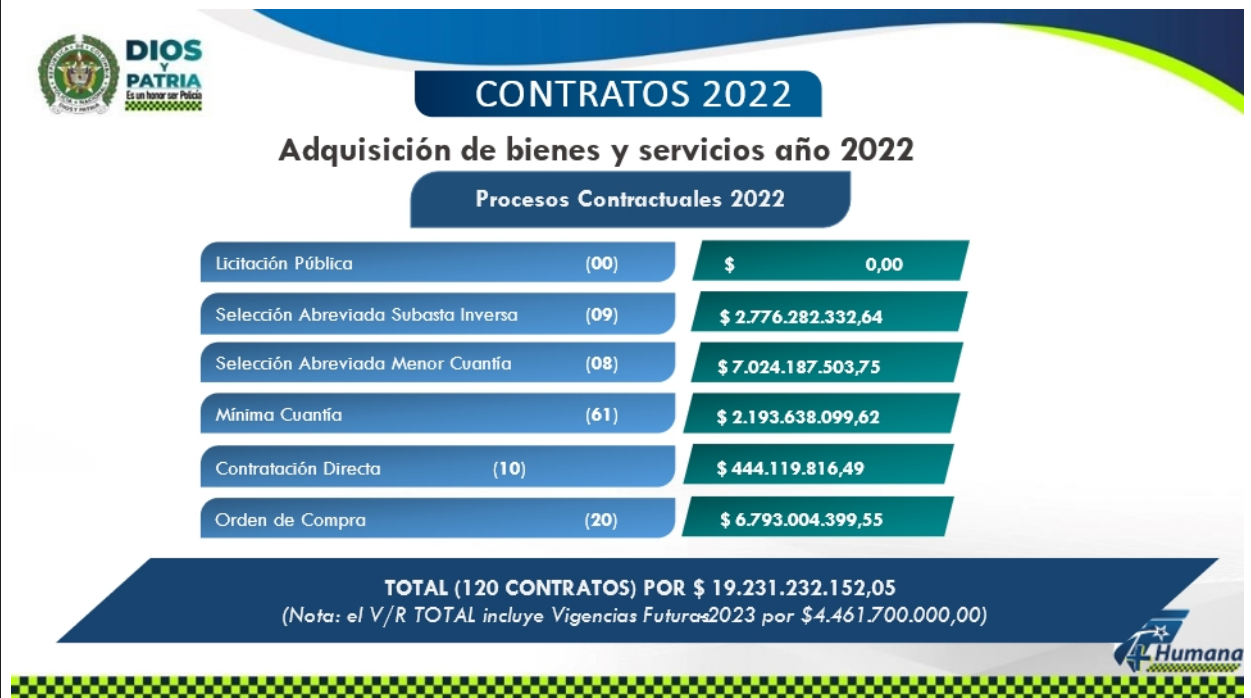 DIOS
Y
PATRIA
Es un honor ser Policía
CONTRATOS 2022
Adquisición de bienes y servicios año 2022
Procesos Contractuales 2022
Licitación Pública (00) $ 0,00
Selección Abreviada Subasta Inversa (09) $ 2.776.282.332,64
Selección Abreviada Menor Cuantía (08) $ 7.024.187.503,75
Mínima Cuantía (61) $ 2.193.638.099,62
Contratación Directa (10) $ 444.119.816,49
Orden de Compra (20) $ 6.793.004.399,55
TOTAL (120 CONTRATOS) POR $ 19.231.232.152,05
(Nota: el V/R TOTAL incluye Vigencias Futuras-2023 por $4.461.700.000,00)
Humana